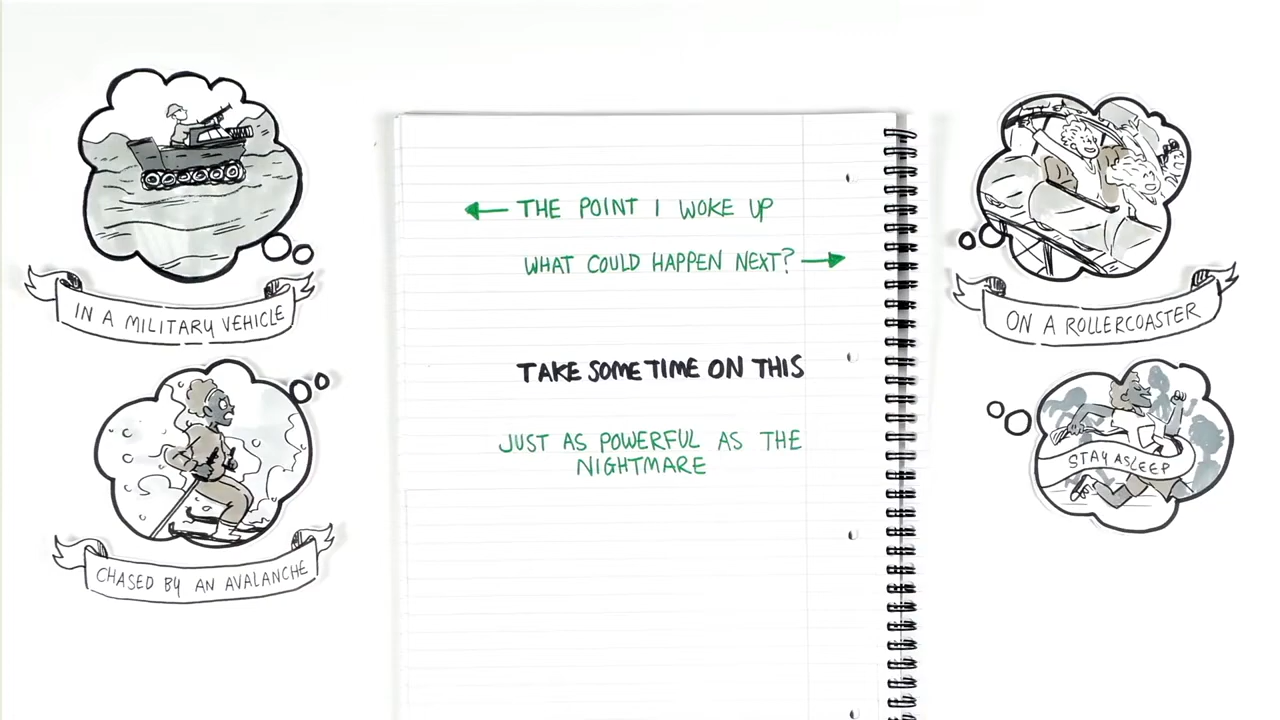 IN A MILITARY VEHICLE
CHASED BY AN AVALANCHE
THE POINT I WOKE UP
WHAT COULD HAPPEN NEXT?
TAKE SOME TIME ON THIS
JUST AS POWERFUL AS THE
NIGHTMARE
ON A ROLLERCOASTER
STAY ASLEEP